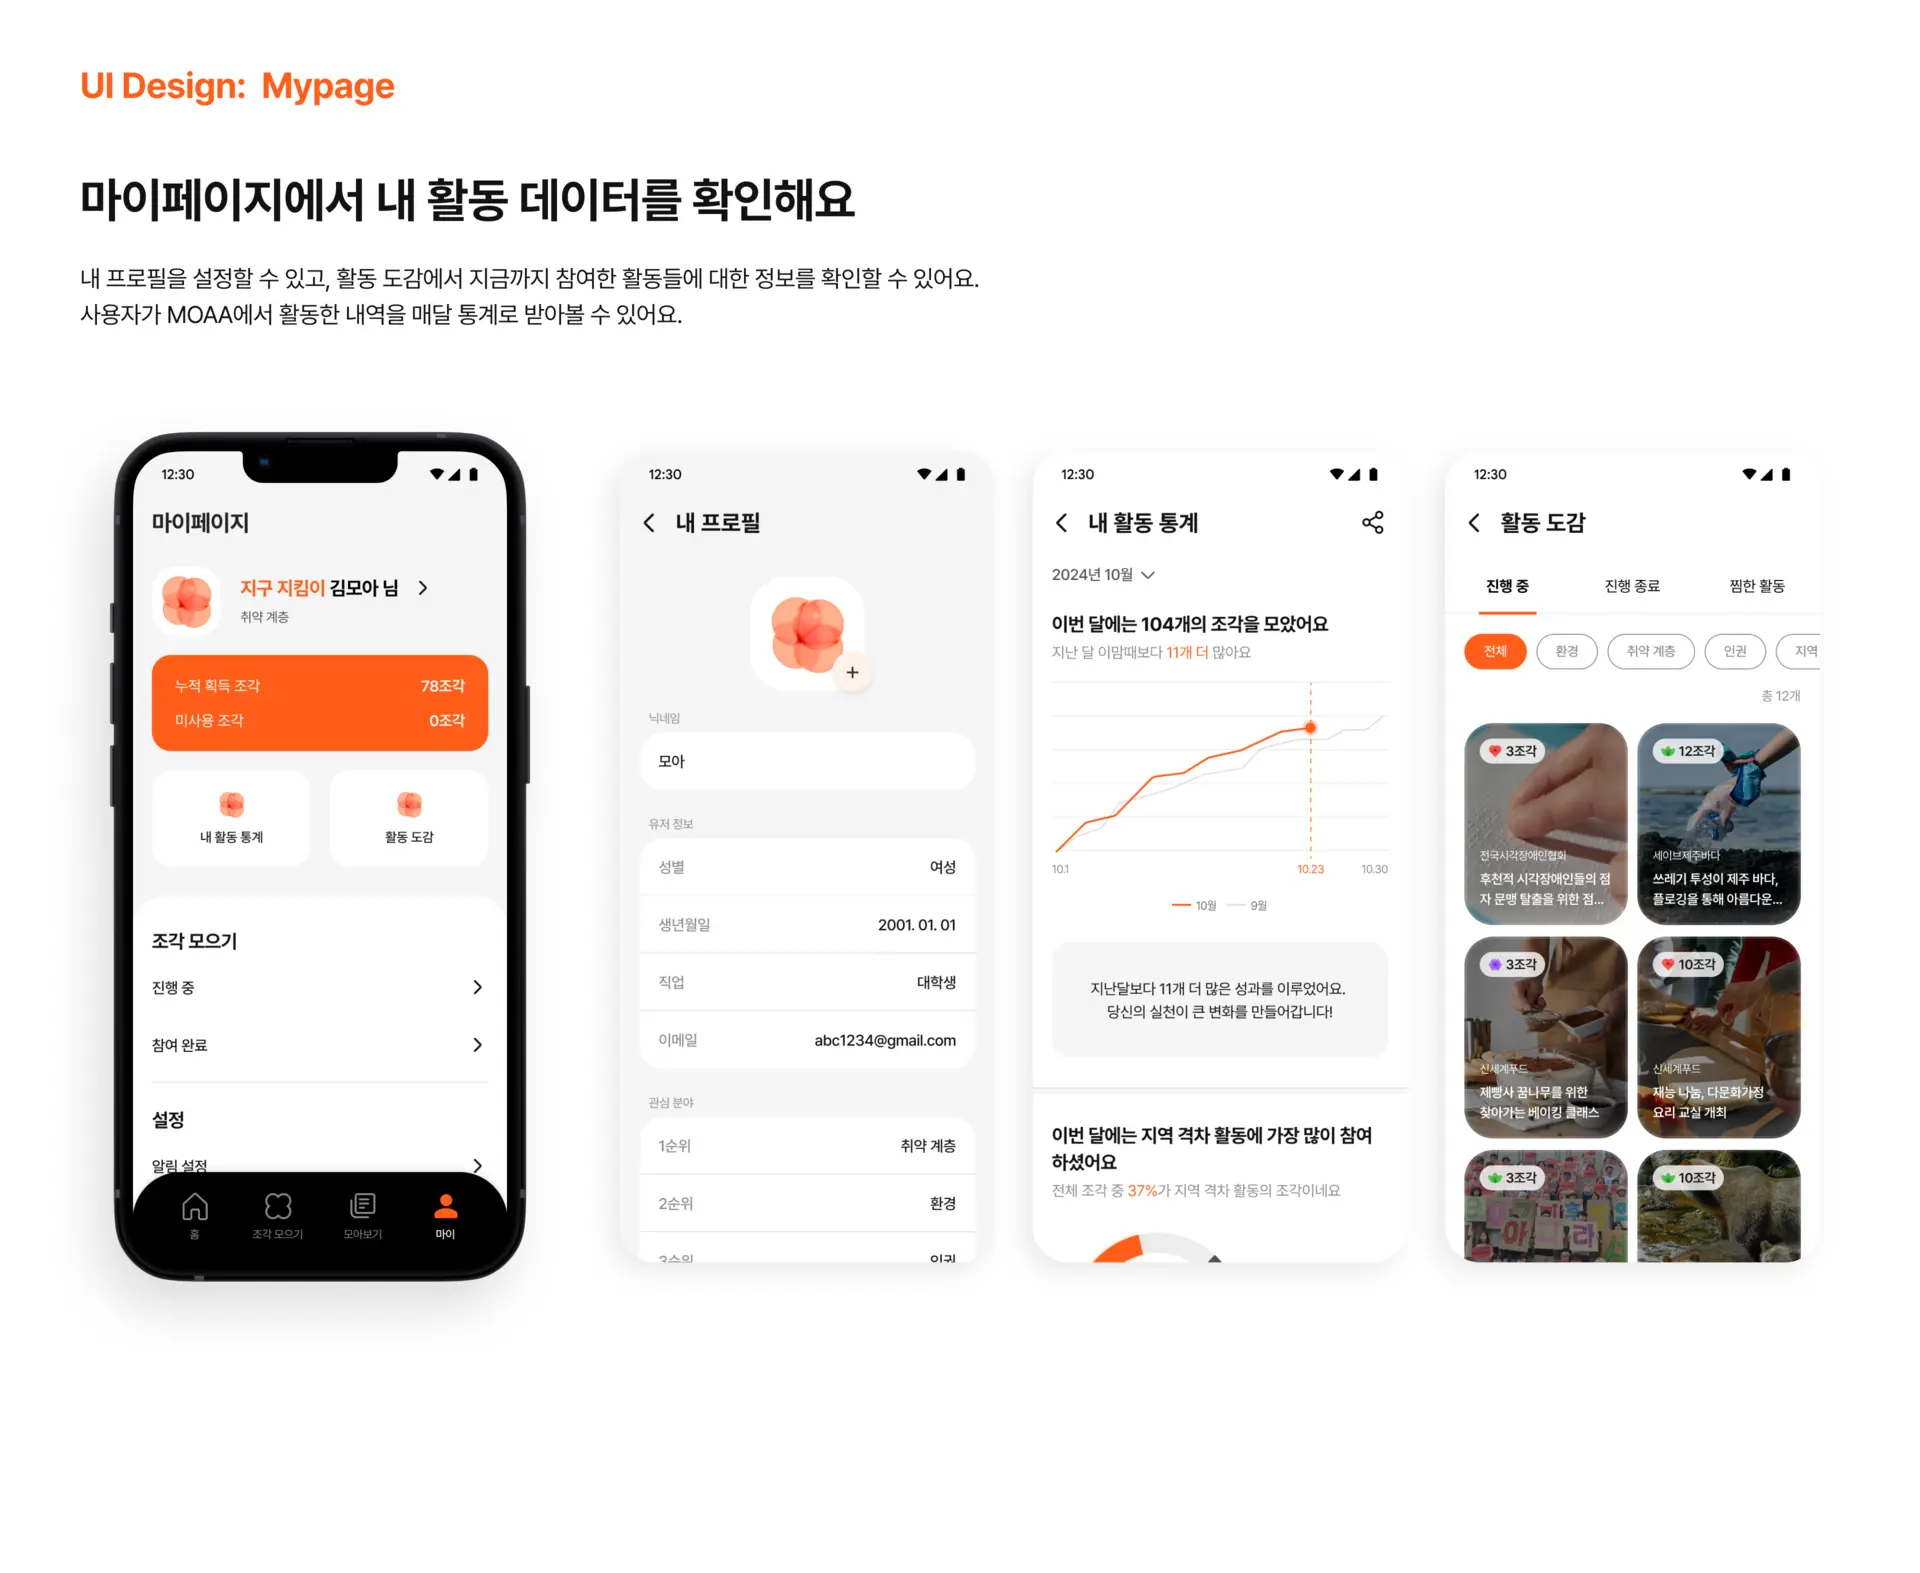 UI Design: Mypage
마이페이지에서 내 활동 데이터를 확인해요
내 프로필을 설정할 수 있고, 활동 도감에서 지금까지 참여한 활동들에 대한 정보를 확인할 수 있어요.
사용자가 MOAA에서 활동한 내역을 매달 통계로 받아볼 수 있어요.
12:30
마이페이지
지구 지킴이 김모아 님
취약 계층
누적 획득 조각 78조각
미사용 조각 0조각
내 활동 통계
활동 도감
조각 모으기
진행 중
참여 완료
설정
알림 설정
홈
조각 모으기
모아보기
마이
12:30
내 프로필
닉네임
모아
유저 정보
성별 여성
생년월일 2001. 01. 01
직업 대학생
이메일 abc1234@gmail.com
관심 분야
1순위 취약 계층
2순위 환경
3순위 인권
12:30
내 활동 통계
2024년 10월
이번 달에는 104개의 조각을 모았어요
지난 달 이맘때보다 11개 더 많아요
10.1 10.23 10.30
10월 9월
지난달보다 11개 더 많은 성과를 이루었어요.
당신의 실천이 큰 변화를 만들어갑니다!
이번 달에는 지역 격차 활동에 가장 많이 참여
하셨어요
전체 조각 중 37%가 지역 격차 활동의 조각이네요
12:30
활동 도감
진행 중 진행 종료 찜한 활동
전체 환경 취약 계층 인권 지역
총 12개
3조각
전국시각장애인협회
후천적 시각장애인들의 점
자 문맹 탈출을 위한 점...
12조각
세이브제주바다
쓰레기 투성이 제주 바다,
플로깅을 통해 아름다운...
3조각
신세계푸드
제빵사 꿈나무를 위한
찾아가는 베이킹 클래스
10조각
신세계푸드
재능 나눔, 다문화가정
요리 교실 개최
3조각
10조각